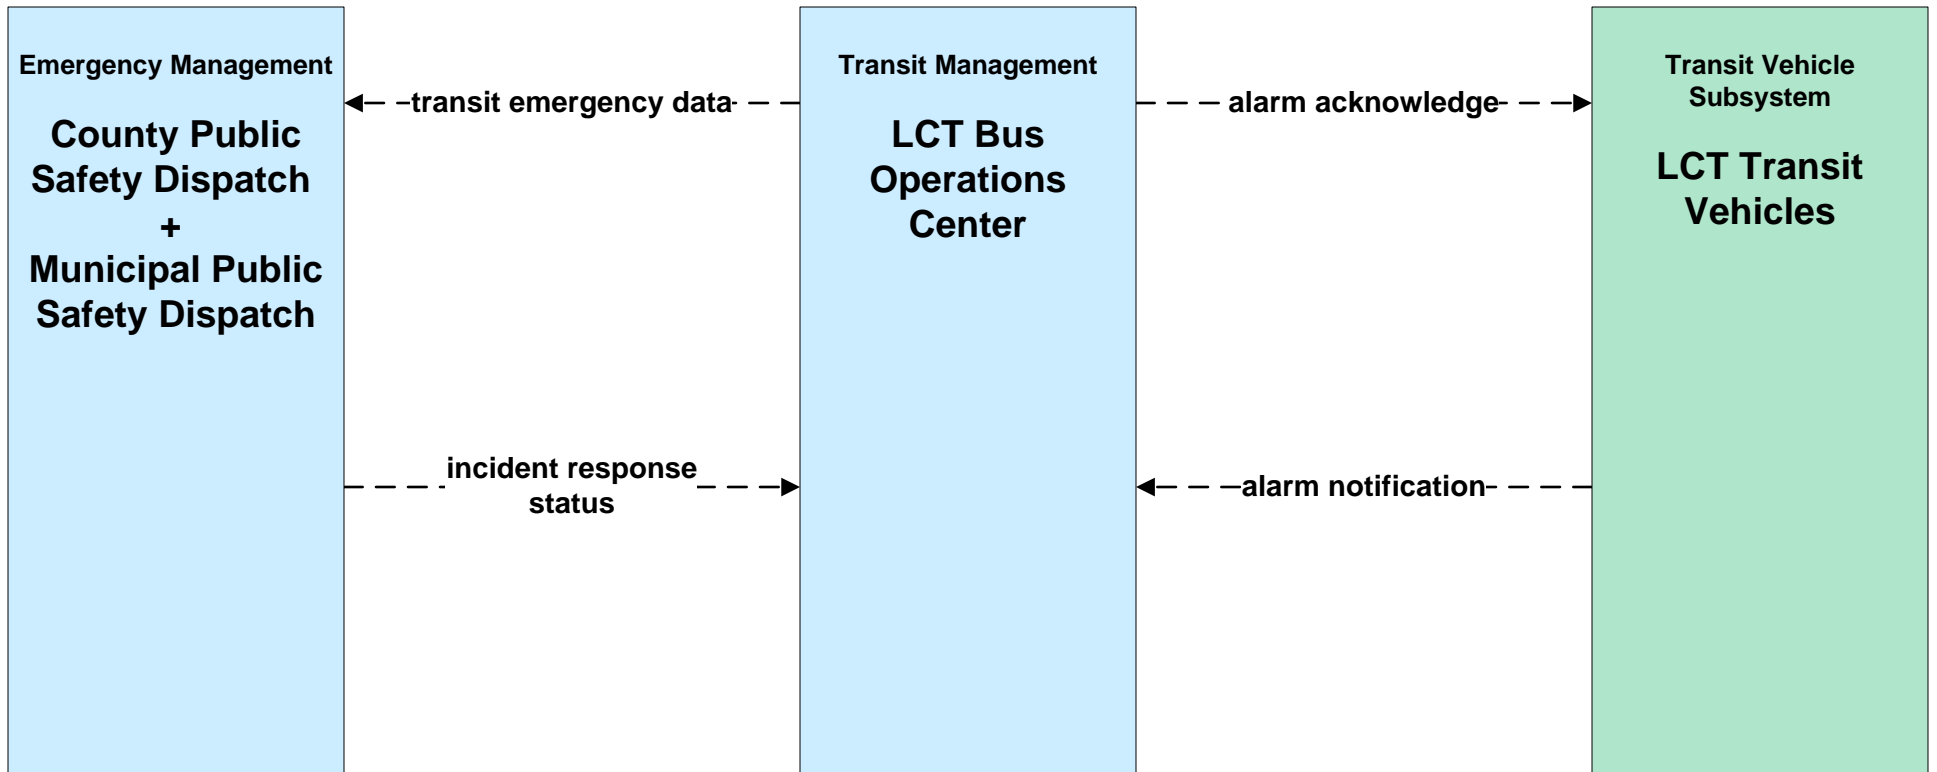 Emergency Management
County Public
Safety Dispatch
+
Municipal Public
Safety Dispatch
transit emergency data
incident response
status
Transit Management
LCT Bus
Operations
Center
alarm acknowledge
alarm notification
Transit Vehicle
Subsystem
LCT Transit
Vehicles